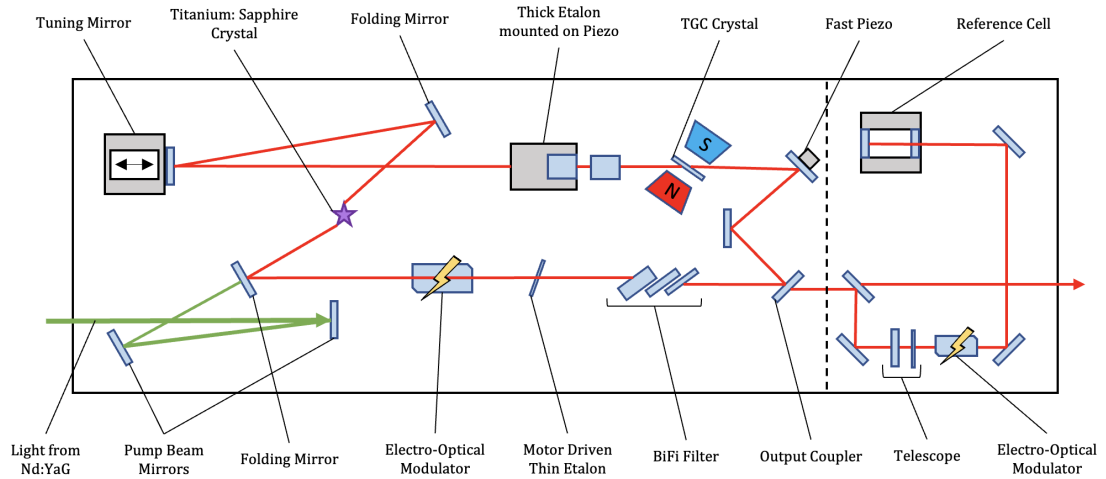 Tuning Mirror
Titanium: Sapphire
Crystal
Folding Mirror
Thick Etalon
mounted on Piezo
TGC Crystal
Fast Piezo
Reference Cell
S
N
Light from
Nd:YaG
Pump Beam
Mirrors
Folding Mirror
Electro-Optical
Modulator
Motor Driven
Thin Etalon
BiFi Filter
Output Coupler
Telescope
Electro-Optical
Modulator